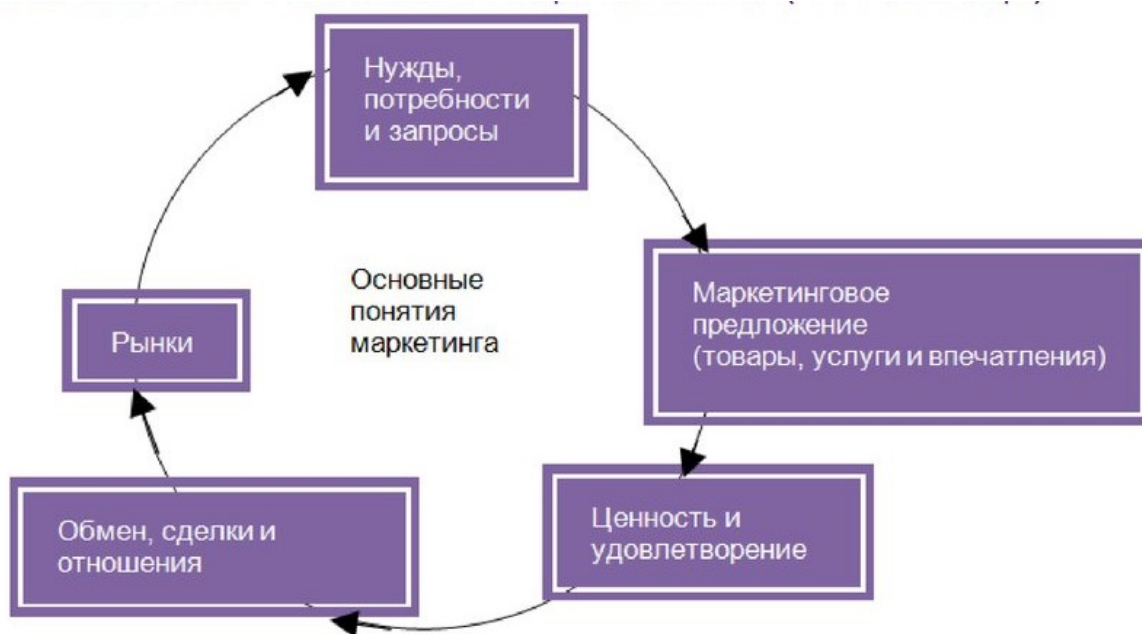 Нужды,
потребности
и запросы
Маркетинговое
предложение
(товары, услуги и впечатления)
Ценность и
удовлетворение
Обмен, сделки и
отношения
Рынки
Основные
понятия
маркетинга